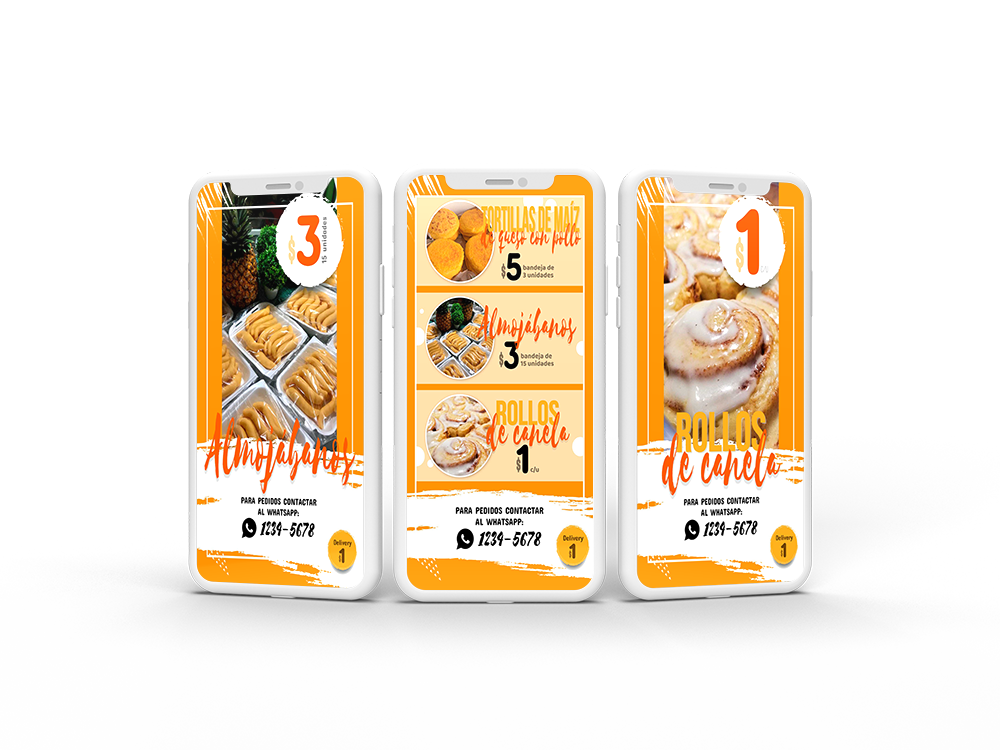 $3
15 unidades
Almojábanos
PARA PEDIDOS CONTACTAR
AL WHATSAPP:
1234-5678
Delivery
$1
TORTILLAS DE MAÍZ
de queso con pollo
$5 bandeja de
3 unidades
Almojábanos
$3 bandeja de
15 unidades
ROLLOS
de canela
$1 c/u
PARA PEDIDOS CONTACTAR
AL WHATSAPP:
1234-5678
Delivery
$1
$1
c/u
ROLLOS
de canela
PARA PEDIDOS CONTACTAR
AL WHATSAPP:
1234-5678
Delivery
$1